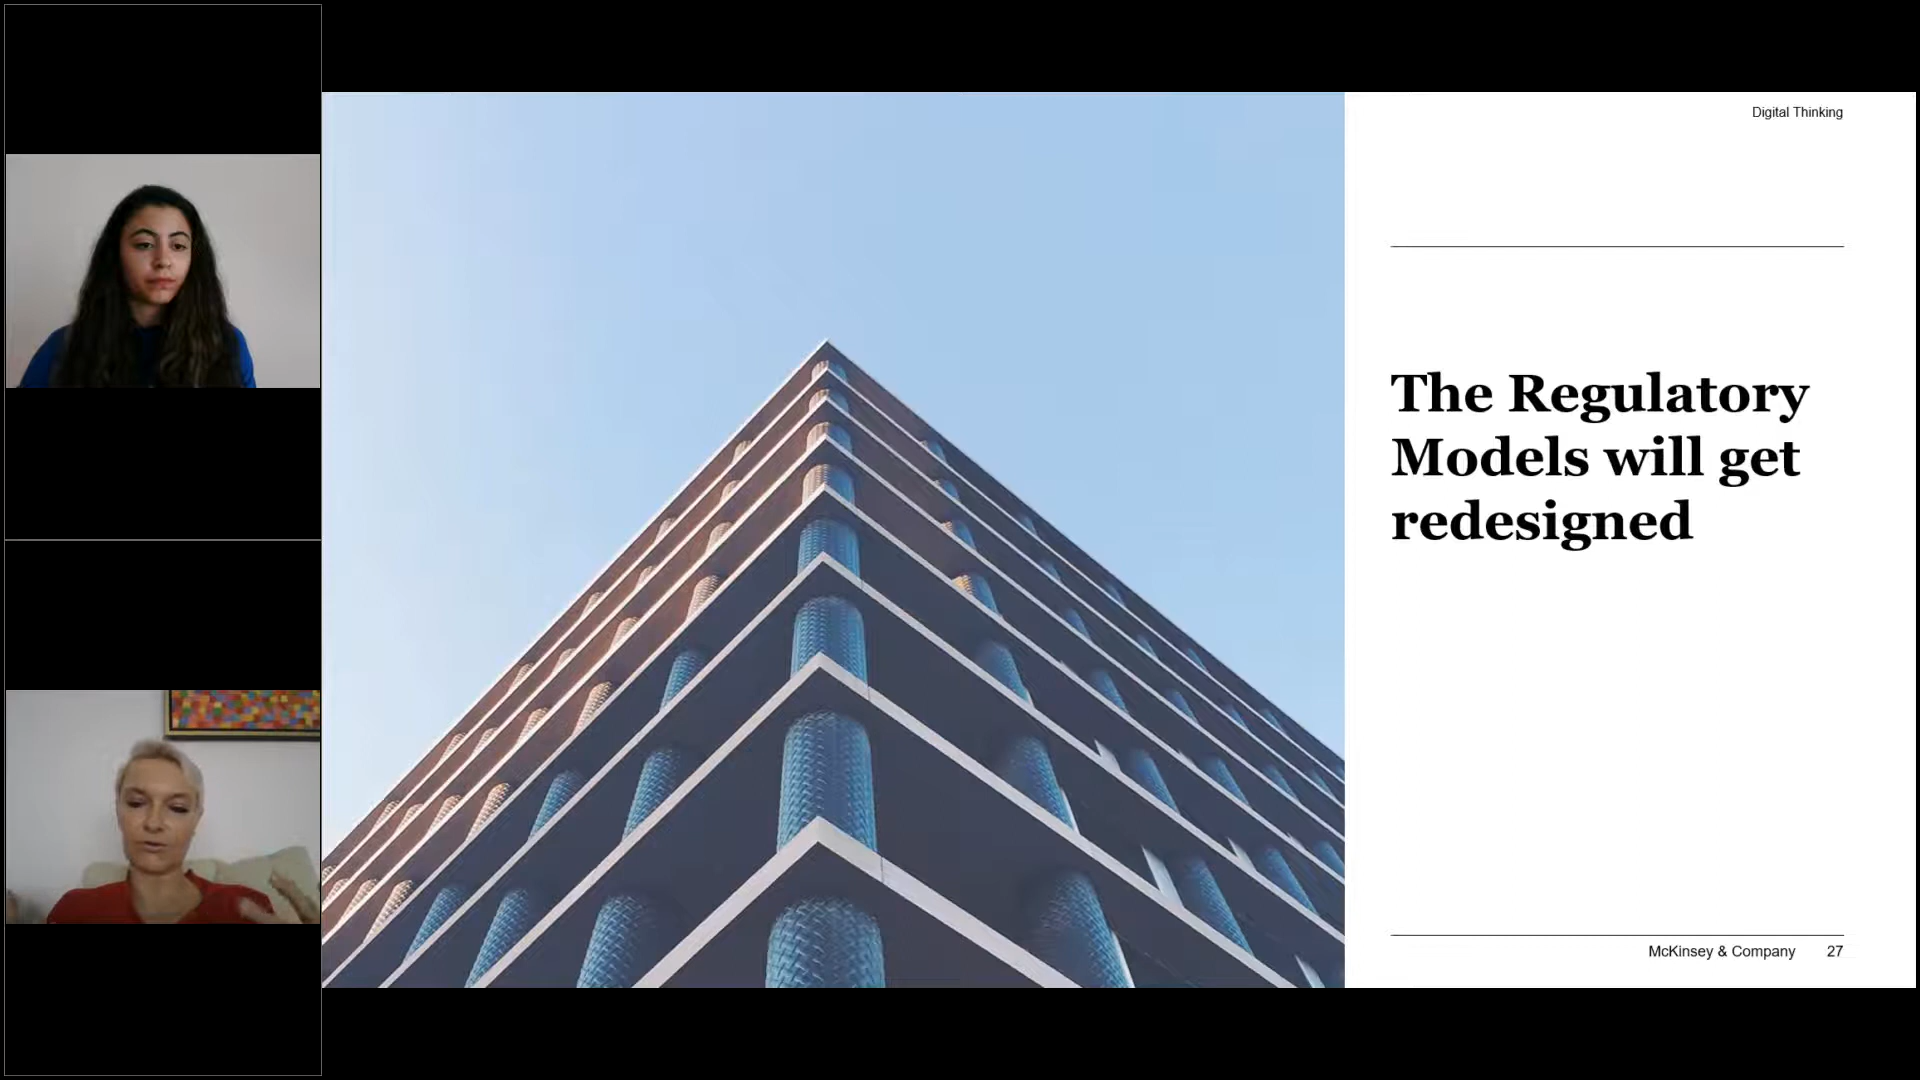 Digital Thinking
The Regulatory
Models will get
redesigned
McKinsey & Company 27